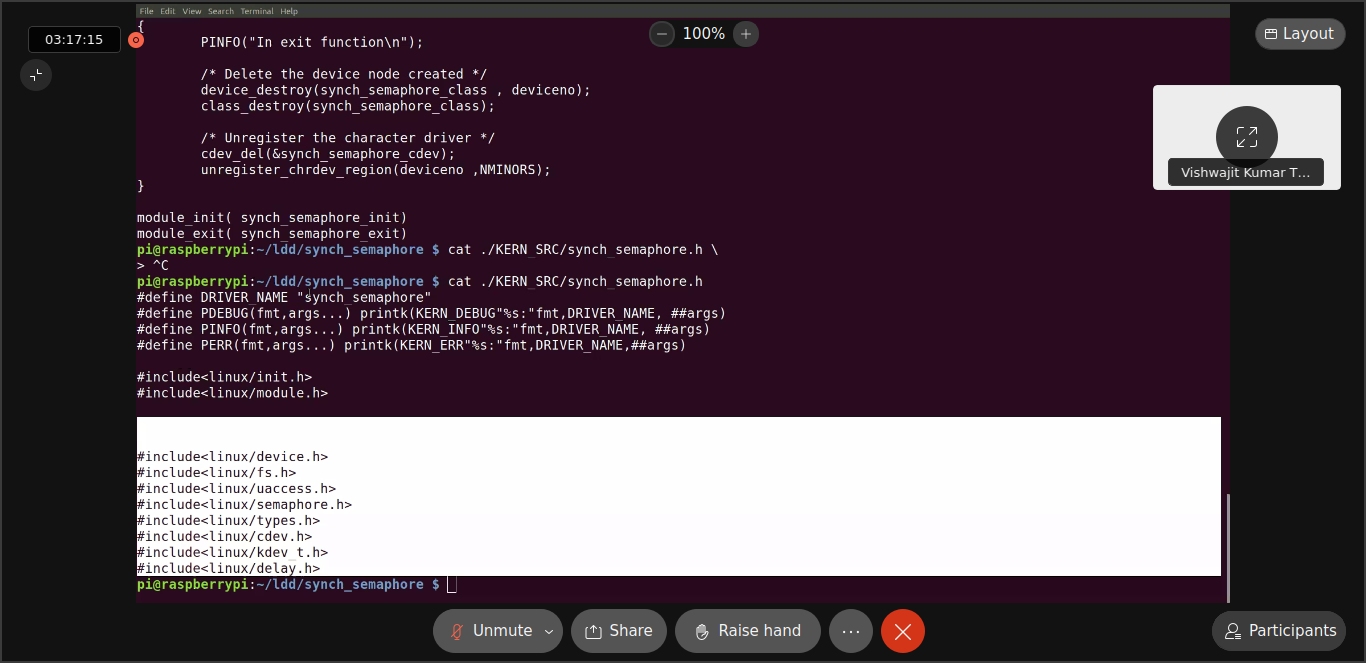 File Edit View Search Terminal Help
03:17:15
100%
Layout
{
PINFO("In exit function\n");
/* Delete the device node created */
device_destroy(synch_semaphore_class , deviceno);
class_destroy(synch_semaphore_class);
/* Unregister the character driver */
cdev_del(&synch_semaphore_cdev);
unregister_chrdev_region(deviceno ,NMINORS);
}
Vishwajit Kumar T...
module_init( synch_semaphore_init)
module_exit( synch_semaphore_exit)
pi@raspberrypi:~/ldd/synch_semaphore $ cat ./KERN_SRC/synch_semaphore.h \
> ^C
pi@raspberrypi:~/ldd/synch_semaphore $ cat ./KERN_SRC/synch_semaphore.h
#define DRIVER_NAME "synch_semaphore"
#define PDEBUG(fmt,args...) printk(KERN_DEBUG"%s:"fmt,DRIVER_NAME, ##args)
#define PINFO(fmt,args...) printk(KERN_INFO"%s:"fmt,DRIVER_NAME, ##args)
#define PERR(fmt,args...) printk(KERN_ERR"%s:"fmt,DRIVER_NAME,##args)
#include<linux/init.h>
#include<linux/module.h>
#include<linux/device.h>
#include<linux/fs.h>
#include<linux/uaccess.h>
#include<linux/semaphore.h>
#include<linux/types.h>
#include<linux/cdev.h>
#include<linux/kdev_t.h>
#include<linux/delay.h>
pi@raspberrypi:~/ldd/synch_semaphore $
Unmute
Share
Raise hand
Participants